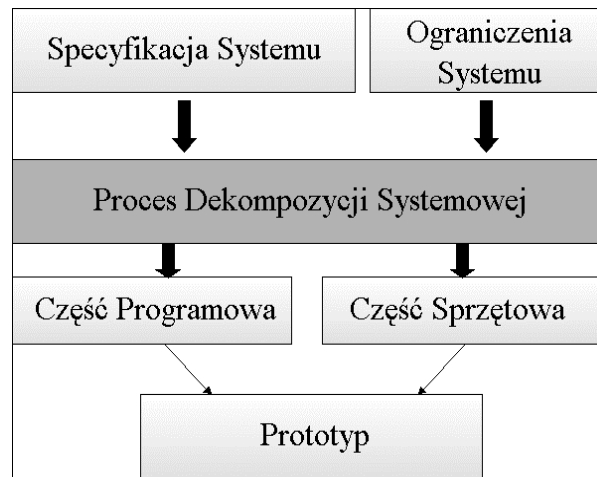 Specyfikacja Systemu
Ograniczenia
Systemu
Proces Dekompozycji Systemowej
Część Programowa
Część Sprzętowa
Prototyp